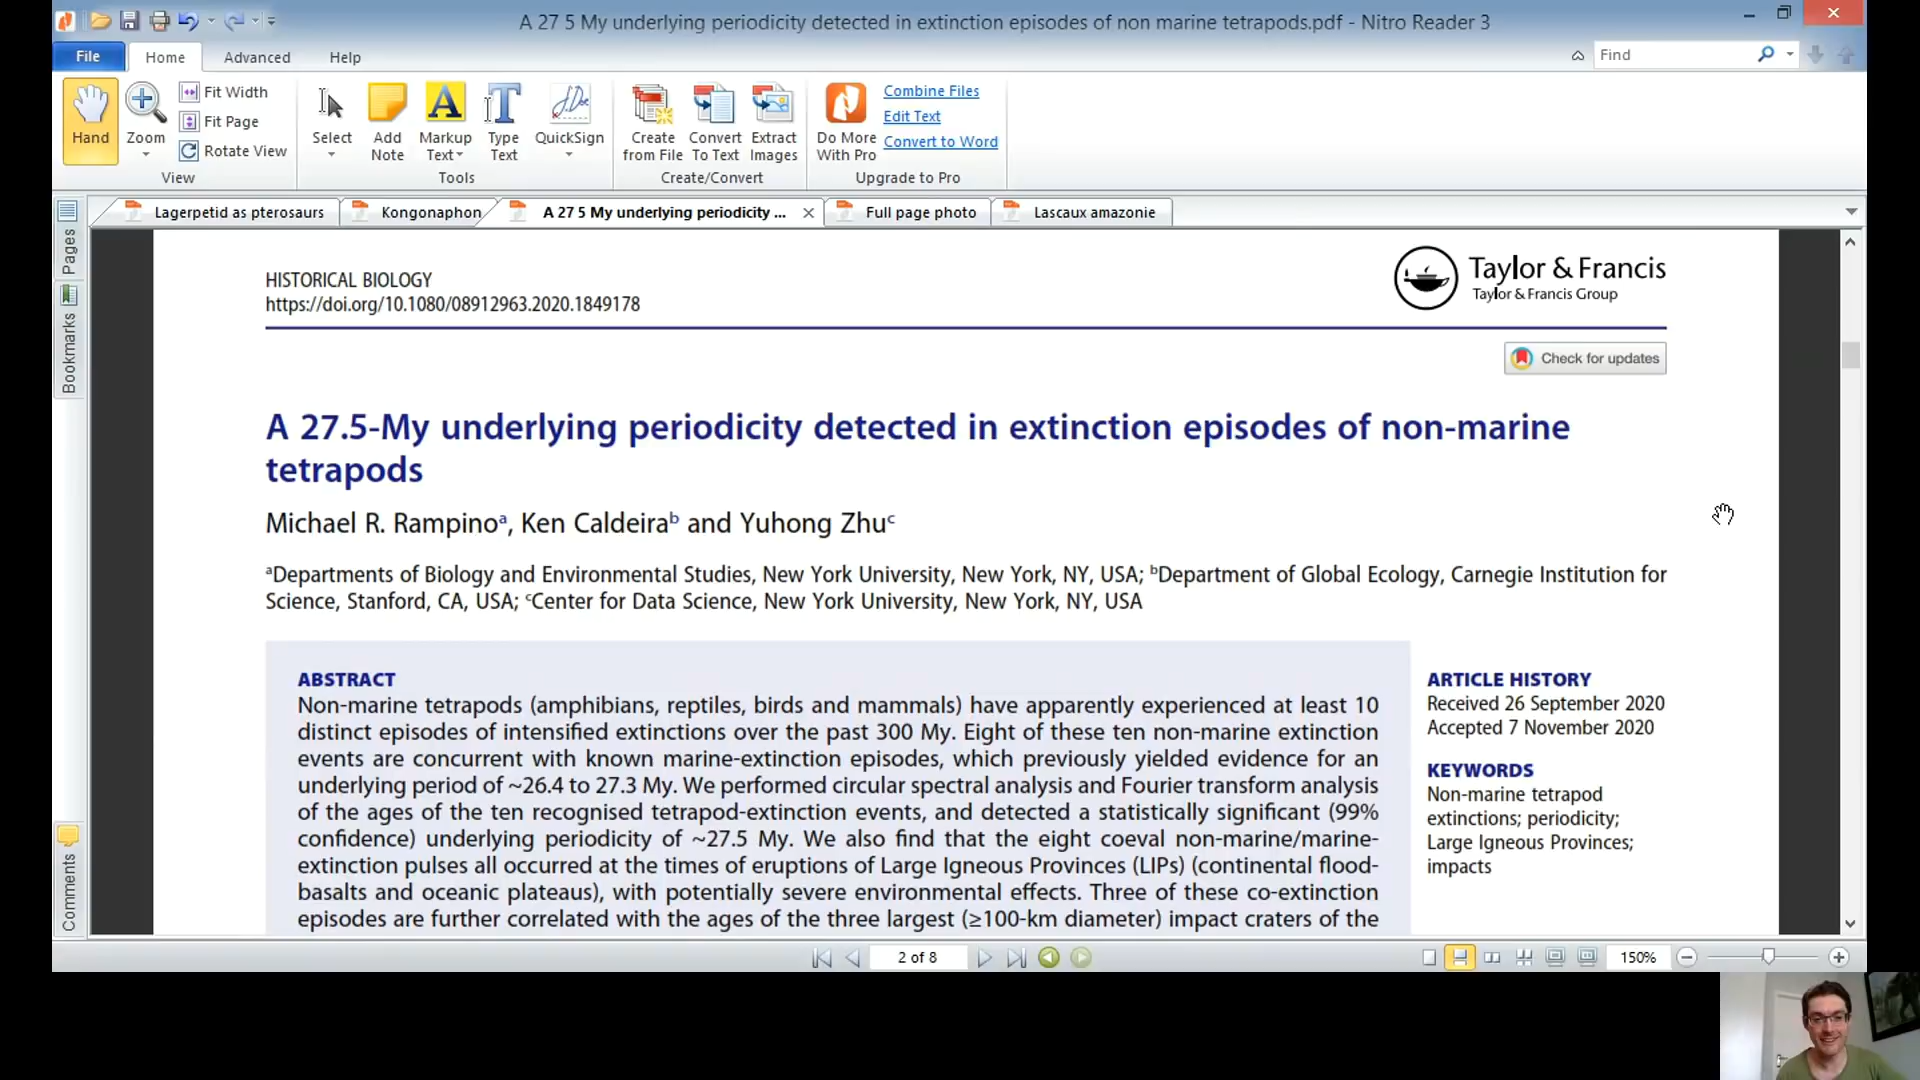 A 27 5 My underlying periodicity detected in extinction episodes of non marine tetrapods.pdf - Nitro Reader 3
File
Home
Advanced
Help
Find
Hand
Zoom
Fit Width
Fit Page
Rotate View
View
Select
Add
Note
Markup
Text
Type
Text
QuickSign
Tools
Create
from File
Convert
To Text
Extract
Images
Create/Convert
Do More
With Pro
Combine Files
Edit Text
Convert to Word
Upgrade to Pro
Lagerpetid as pterosaurs
Kongonaphon
A 27 5 My underlying periodicity ...
Full page photo
Lascaux amazonie
Pages
Bookmarks
Comments
HISTORICAL BIOLOGY
https://doi.org/10.1080/08912963.2020.1849178
Taylor & Francis
Taylor & Francis Group
Check for updates
A 27.5-My underlying periodicity detected in extinction episodes of non-marine
tetrapods
Michael R. Rampinoᵃ, Ken Caldeiraᵇ and Yuhong Zhuᶜ
ᵃDepartments of Biology and Environmental Studies, New York University, New York, NY, USA; ᵇDepartment of Global Ecology, Carnegie Institution for
Science, Stanford, CA, USA; ᶜCenter for Data Science, New York University, New York, NY, USA
ABSTRACT
Non-marine tetrapods (amphibians, reptiles, birds and mammals) have apparently experienced at least 10
distinct episodes of intensified extinctions over the past 300 My. Eight of these ten non-marine extinction
events are concurrent with known marine-extinction episodes, which previously yielded evidence for an
underlying period of ~26.4 to 27.3 My. We performed circular spectral analysis and Fourier transform analysis
of the ages of the ten recognised tetrapod-extinction events, and detected a statistically significant (99%
confidence) underlying periodicity of ~27.5 My. We also find that the eight coeval non-marine/marine-
extinction pulses all occurred at the times of eruptions of Large Igneous Provinces (LIPs) (continental flood-
basalts and oceanic plateaus), with potentially severe environmental effects. Three of these co-extinction
episodes are further correlated with the ages of the three largest (≥100-km diameter) impact craters of the
ARTICLE HISTORY
Received 26 September 2020
Accepted 7 November 2020
KEYWORDS
Non-marine tetrapod
extinctions; periodicity;
Large Igneous Provinces;
impacts
2 of 8
150%